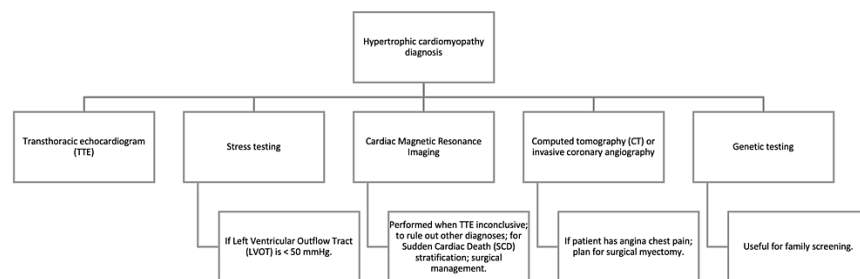 Hypertrophic cardiomyopathy
diagnosis
Transthoracic echocardiogram
(TTE)
Stress testing
Cardiac Magnetic Resonance
Imaging
Computed tomography (CT) or
invasive coronary angiography
Genetic testing
If Left Ventricular Outflow Tract
(LVOT) is < 50 mmHg.
Performed when TTE inconclusive;
to rule out other diagnoses; for
Sudden Cardiac Death (SCD)
stratification; surgical
management.
If patient has angina chest pain;
plan for surgical myectomy.
Useful for family screening.